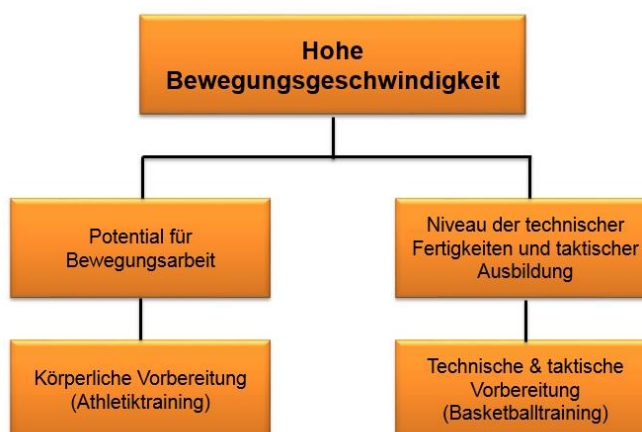 Hohe
Bewegungsgeschwindigkeit
Potential für
Bewegungsarbeit
Niveau der technischer
Fertigkeiten und taktischer
Ausbildung
Körperliche Vorbereitung
(Athletiktraining)
Technische & taktische
Vorbereitung
(Basketballtraining)